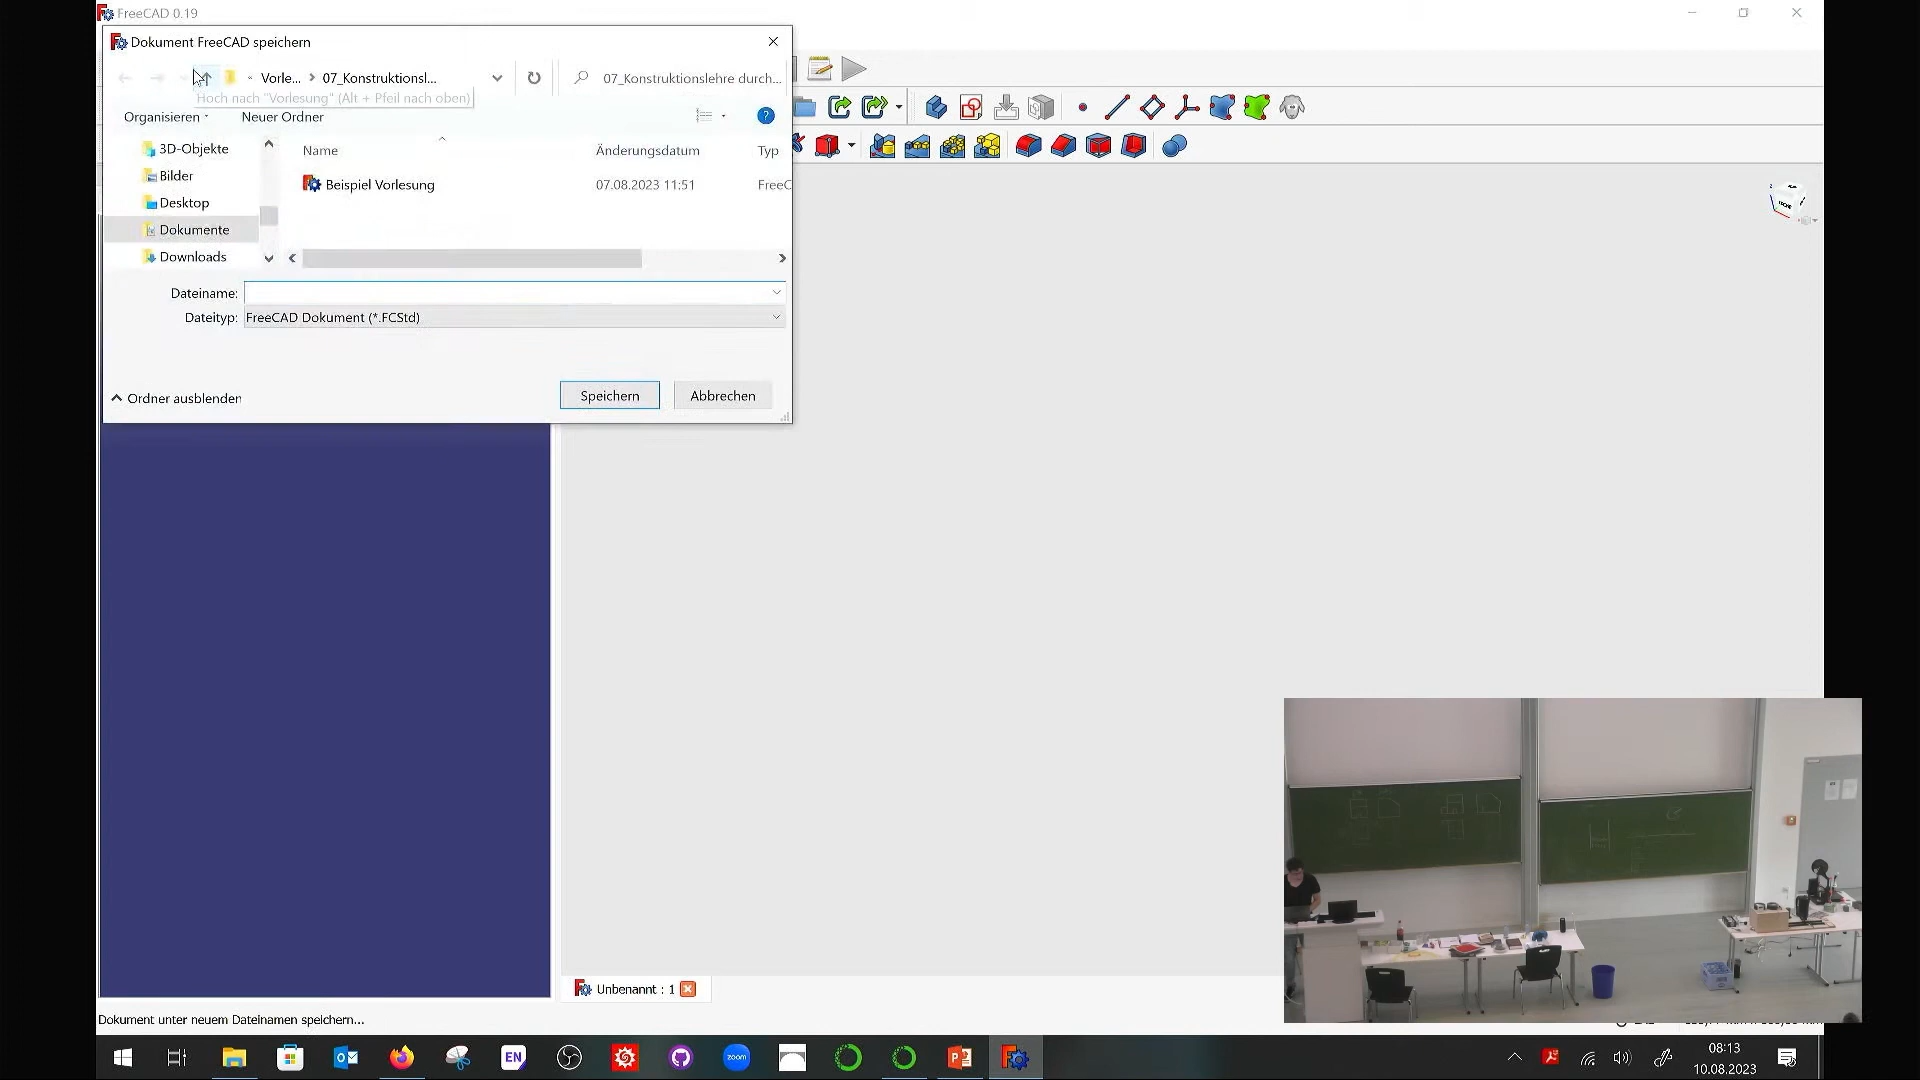 FreeCAD 0.19
Dokument FreeCAD speichern
« Vorle... > 07_Konstruktionsl...
07_Konstruktionslehre durch...
Hoch nach "Vorlesung" (Alt + Pfeil nach oben)
Organisieren
Neuer Ordner
3D-Objekte
Bilder
Desktop
Dokumente
Downloads
Name
Änderungsdatum
Typ
Beispiel Vorlesung
07.08.2023 11:51
FreeC
Dateiname:
Dateityp: FreeCAD Dokument (*.FCStd)
Ordner ausblenden
Speichern
Abbrechen
Unbenannt : 1
Dokument unter neuem Dateinamen speichern...
EN
zoom
08:13
10.08.2023